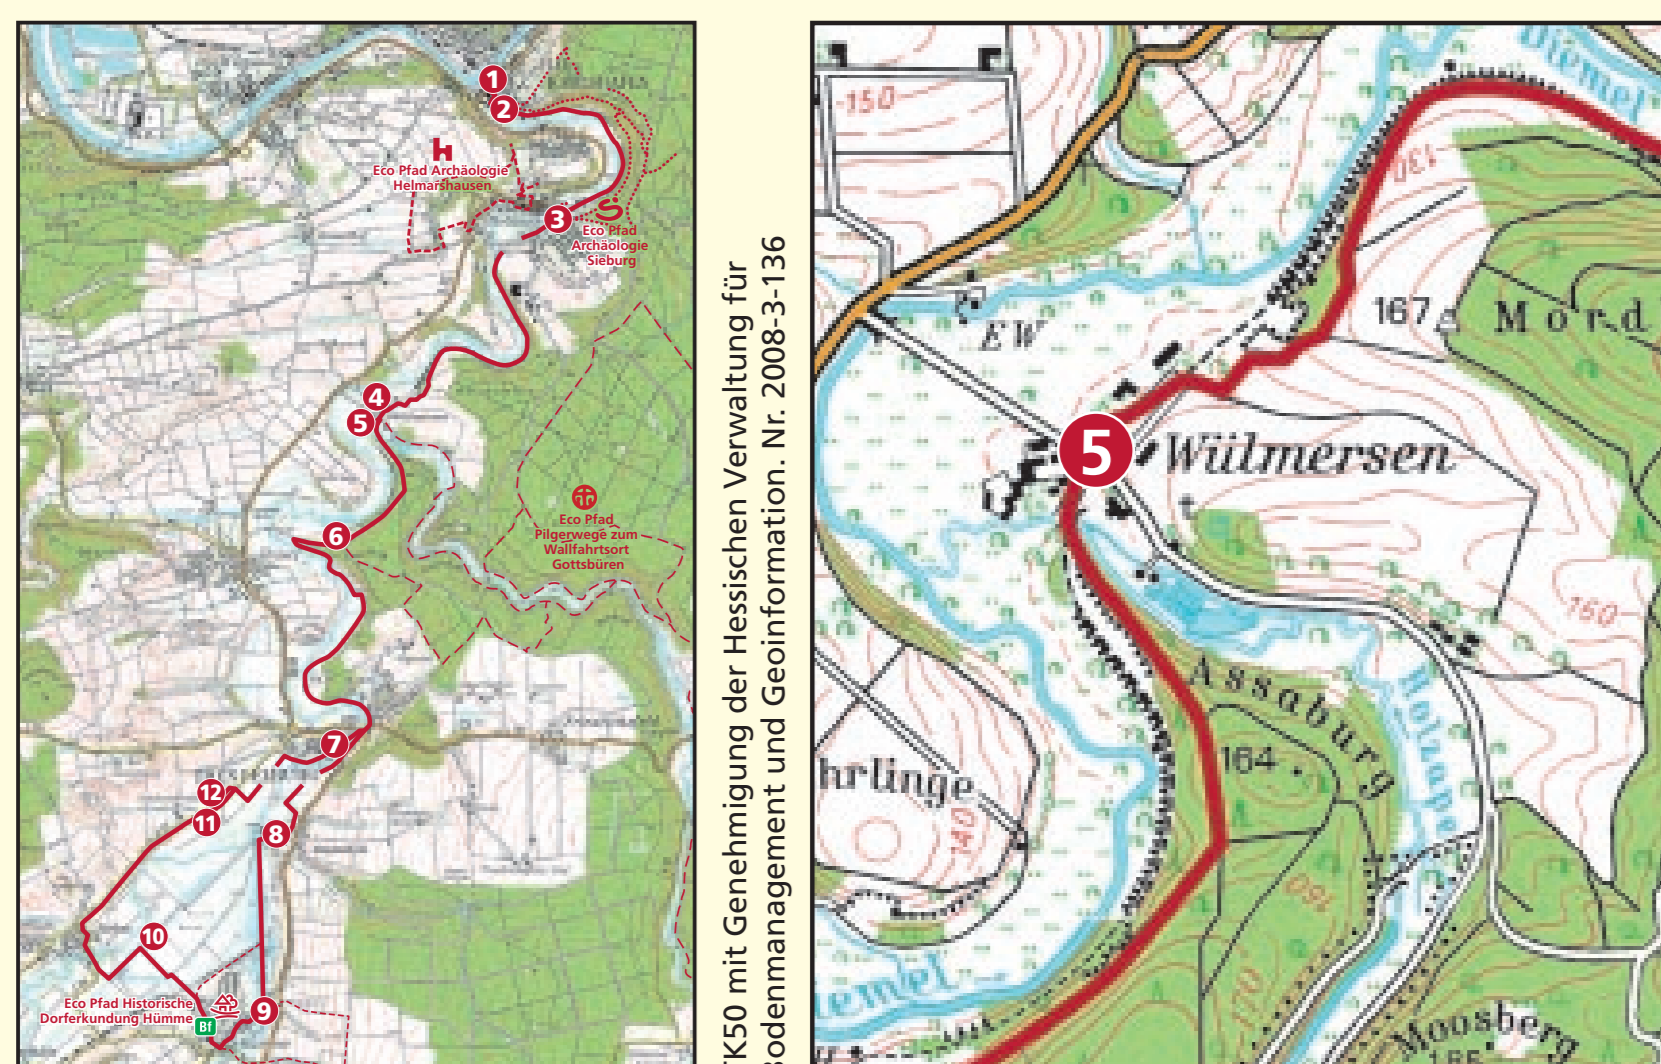 1
2
Eco Pfad Archäologie
Helmarshausen
3
Eco Pfad
Archäologie
Sieburg
4
5
6
Eco Pfad
Pilgerwege zum
Wallfahrtsort
Gottsbüren
7
12
11
8
10
Eco Pfad Historische
Dorferkundung Hümme
Bf
9
TK50 mit Genehmigung der Hessischen Verwaltung für
Bodenmanagement und Geoinformation. Nr. 2008-3-136
Diemel
150
130
167
Mord
EW
5
Wülmersen
160
Assaburg
Holzape
164
hrlinge
140
160
iemel
Moosberg